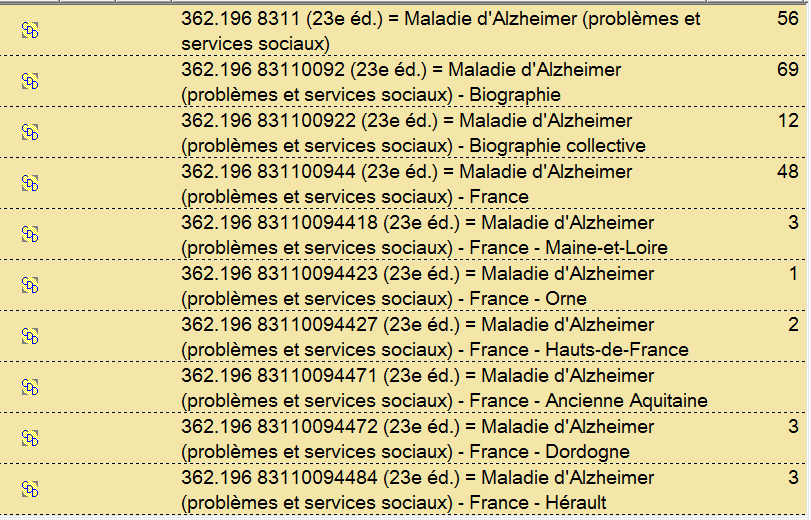 362.196 8311 (23e éd.) = Maladie d'Alzheimer (problèmes et 56
services sociaux)
362.196 83110092 (23e éd.) = Maladie d'Alzheimer 69
(problèmes et services sociaux) - Biographie
362.196 831100922 (23e éd.) = Maladie d'Alzheimer 12
(problèmes et services sociaux) - Biographie collective
362.196 831100944 (23e éd.) = Maladie d'Alzheimer 48
(problèmes et services sociaux) - France
362.196 83110094418 (23e éd.) = Maladie d'Alzheimer 3
(problèmes et services sociaux) - France - Maine-et-Loire
362.196 83110094423 (23e éd.) = Maladie d'Alzheimer 1
(problèmes et services sociaux) - France - Orne
362.196 83110094427 (23e éd.) = Maladie d'Alzheimer 2
(problèmes et services sociaux) - France - Hauts-de-France
362.196 83110094471 (23e éd.) = Maladie d'Alzheimer
(problèmes et services sociaux) - France - Ancienne Aquitaine
362.196 83110094472 (23e éd.) = Maladie d'Alzheimer 3
(problèmes et services sociaux) - France - Dordogne
362.196 83110094484 (23e éd.) = Maladie d'Alzheimer 3
(problèmes et services sociaux) - France - Hérault